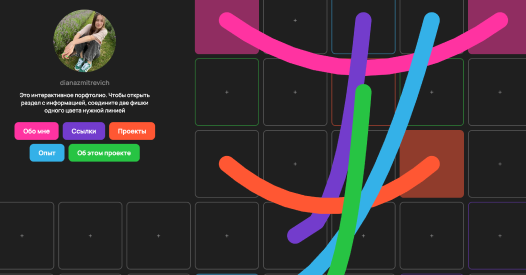 dianazmitrevich
Это интерактивное порфтолио. Чтобы открыть
раздел с информацией, соедините две фишки
одного цвета нужной линией
Обо мне
Ссылки
Проекты
Опыт
Об этом проекте